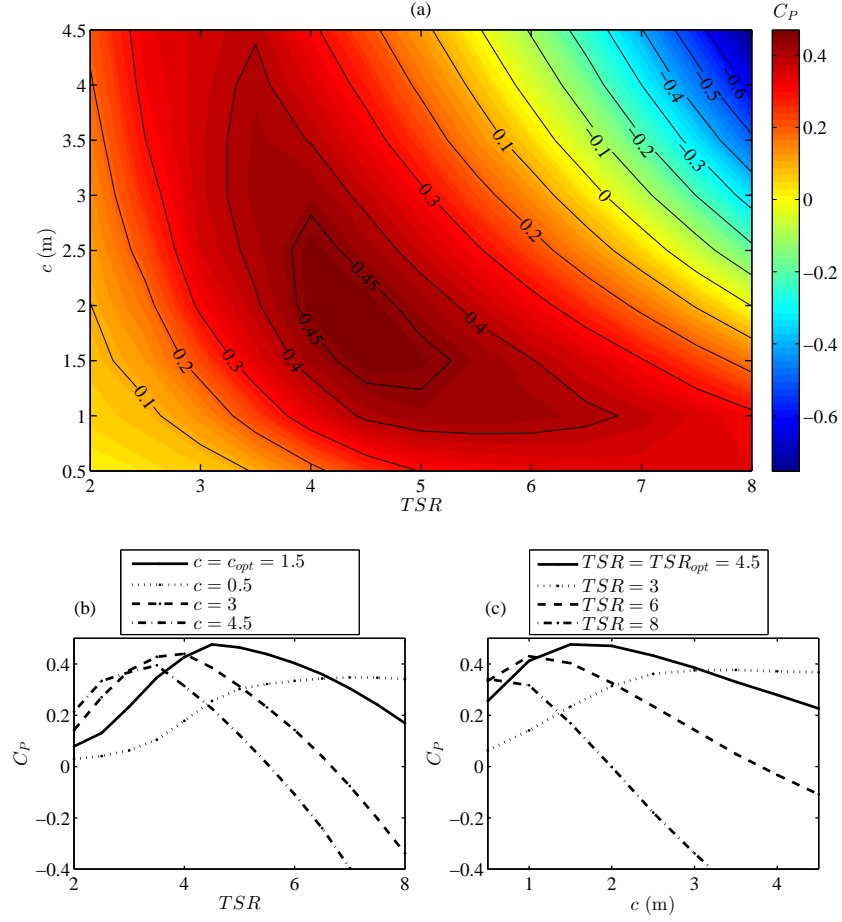 (a)
C_P
4.5
4
3.5
3
2.5
2
1.5
1
0.5
c (m)
2 3 4 5 6 7 8
TSR
0.1
0.2
0.3
0.4
0.45
0.45
0.4
0.3
0.2
0.1
0
−0.1
−0.2
−0.3
−0.4
−0.5
−0.6
0.4
0.2
0
−0.2
−0.4
−0.6
(b)
c = c_opt = 1.5
c = 0.5
c = 3
c = 4.5
C_P
0.4
0.2
0
−0.2
−0.4
2 4 6 8
TSR
(c)
TSR = TSR_opt = 4.5
TSR = 3
TSR = 6
TSR = 8
C_P
0.4
0.2
0
−0.2
−0.4
1 2 3 4
c (m)